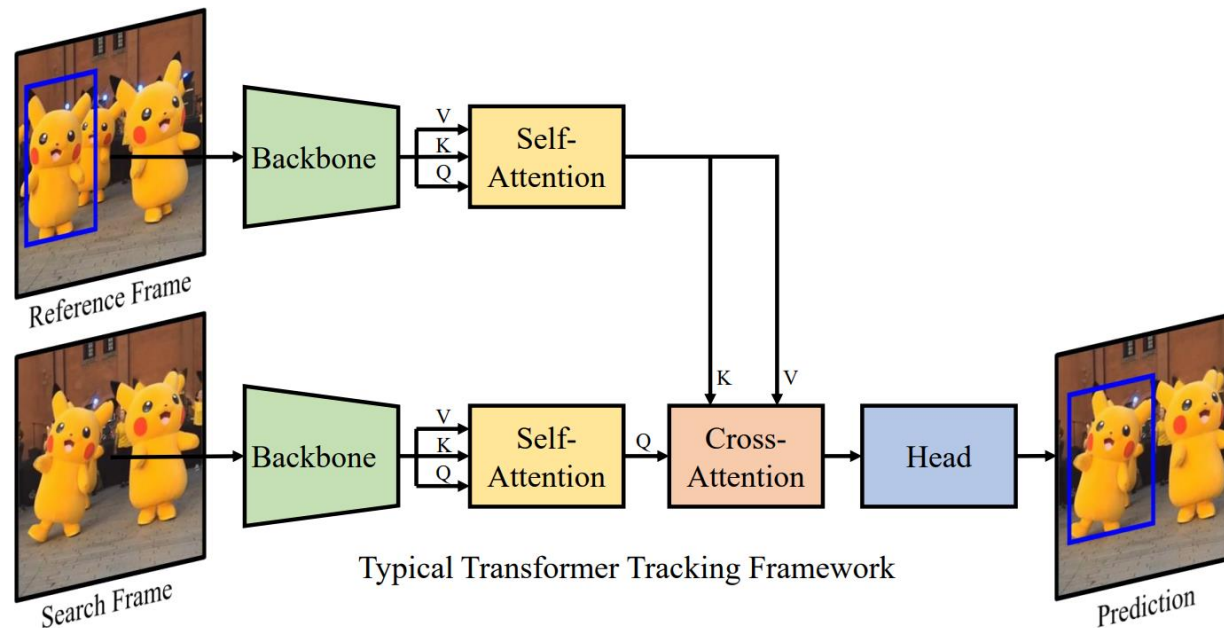 Reference Frame
Backbone
V
K
Q
Self-
Attention
Search Frame
Backbone
V
K
Q
Self-
Attention
Q
K
V
Cross-
Attention
Head
Prediction
Typical Transformer Tracking Framework